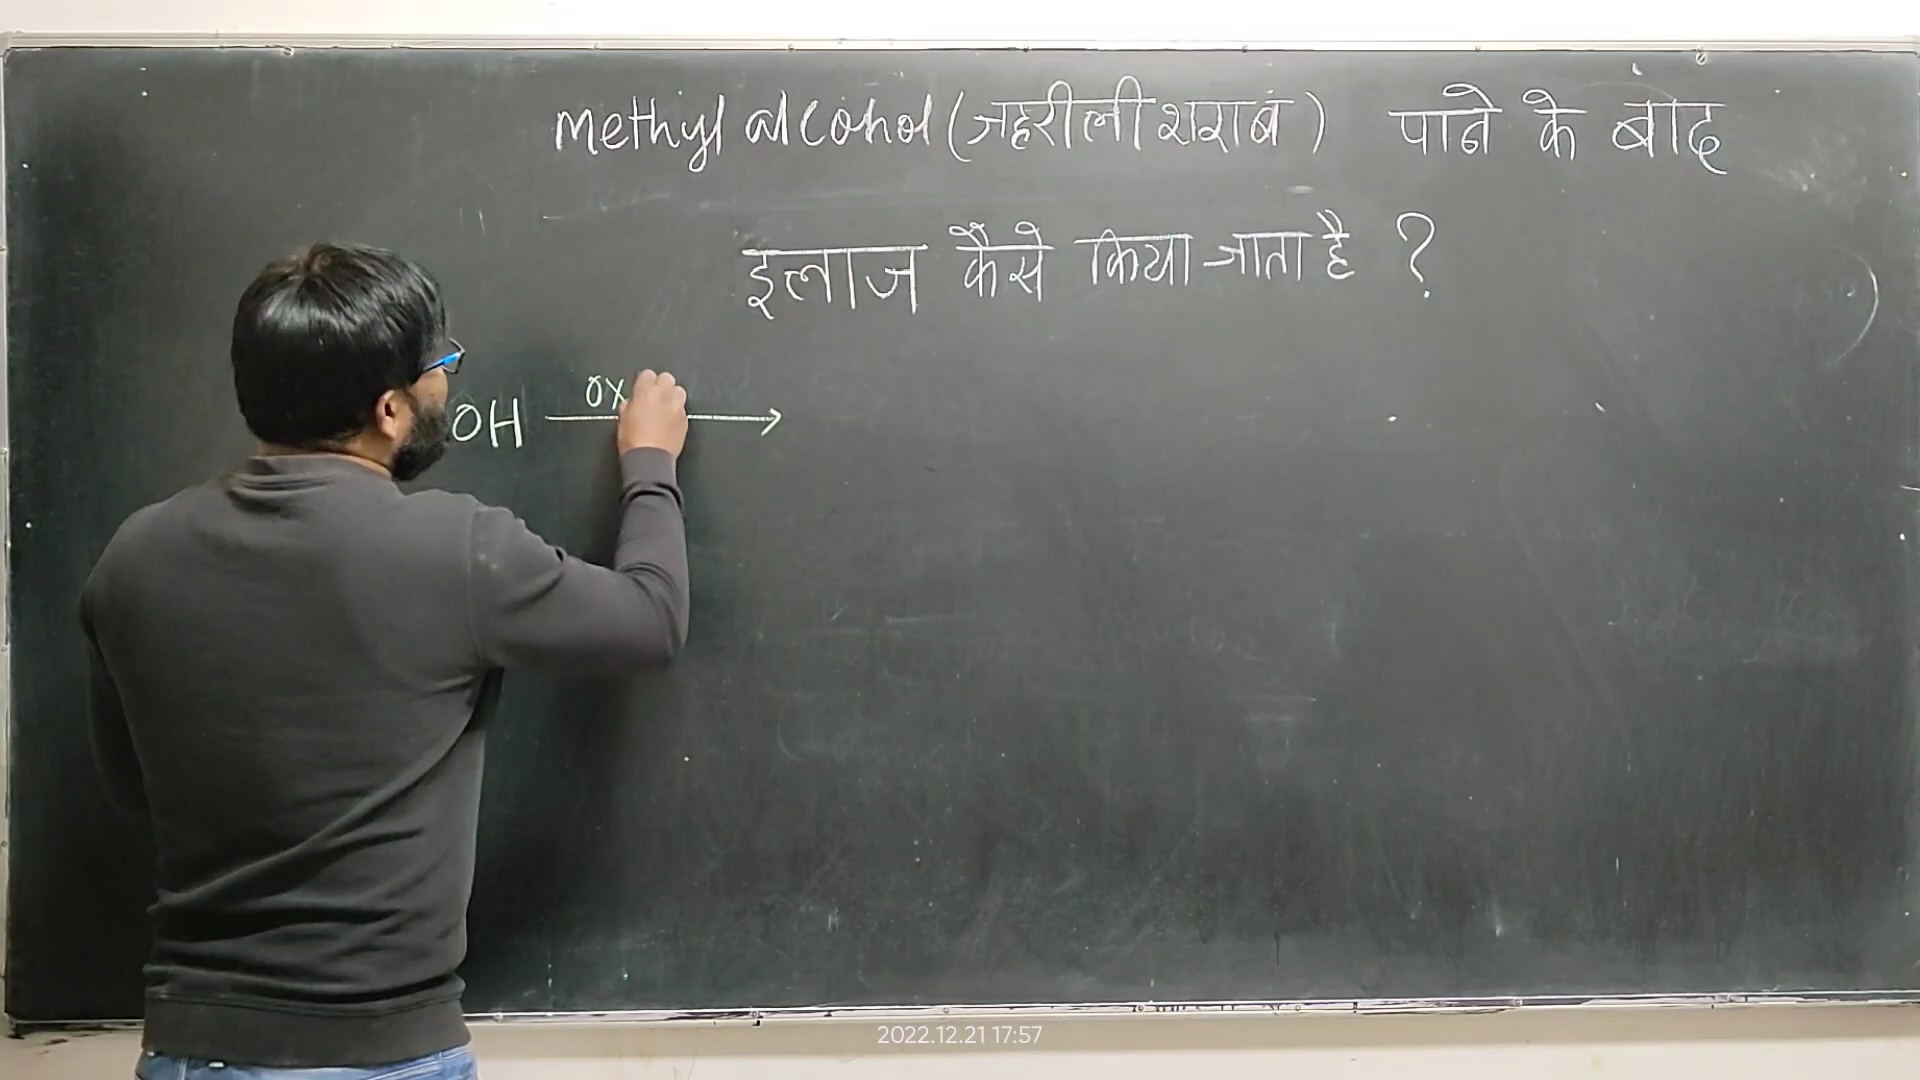 Methyl alcohol (जहरीली शराब) पीने के बाद
इलाज कैसे किया जाता है ?
OH
ox
2022.12.21 17:57